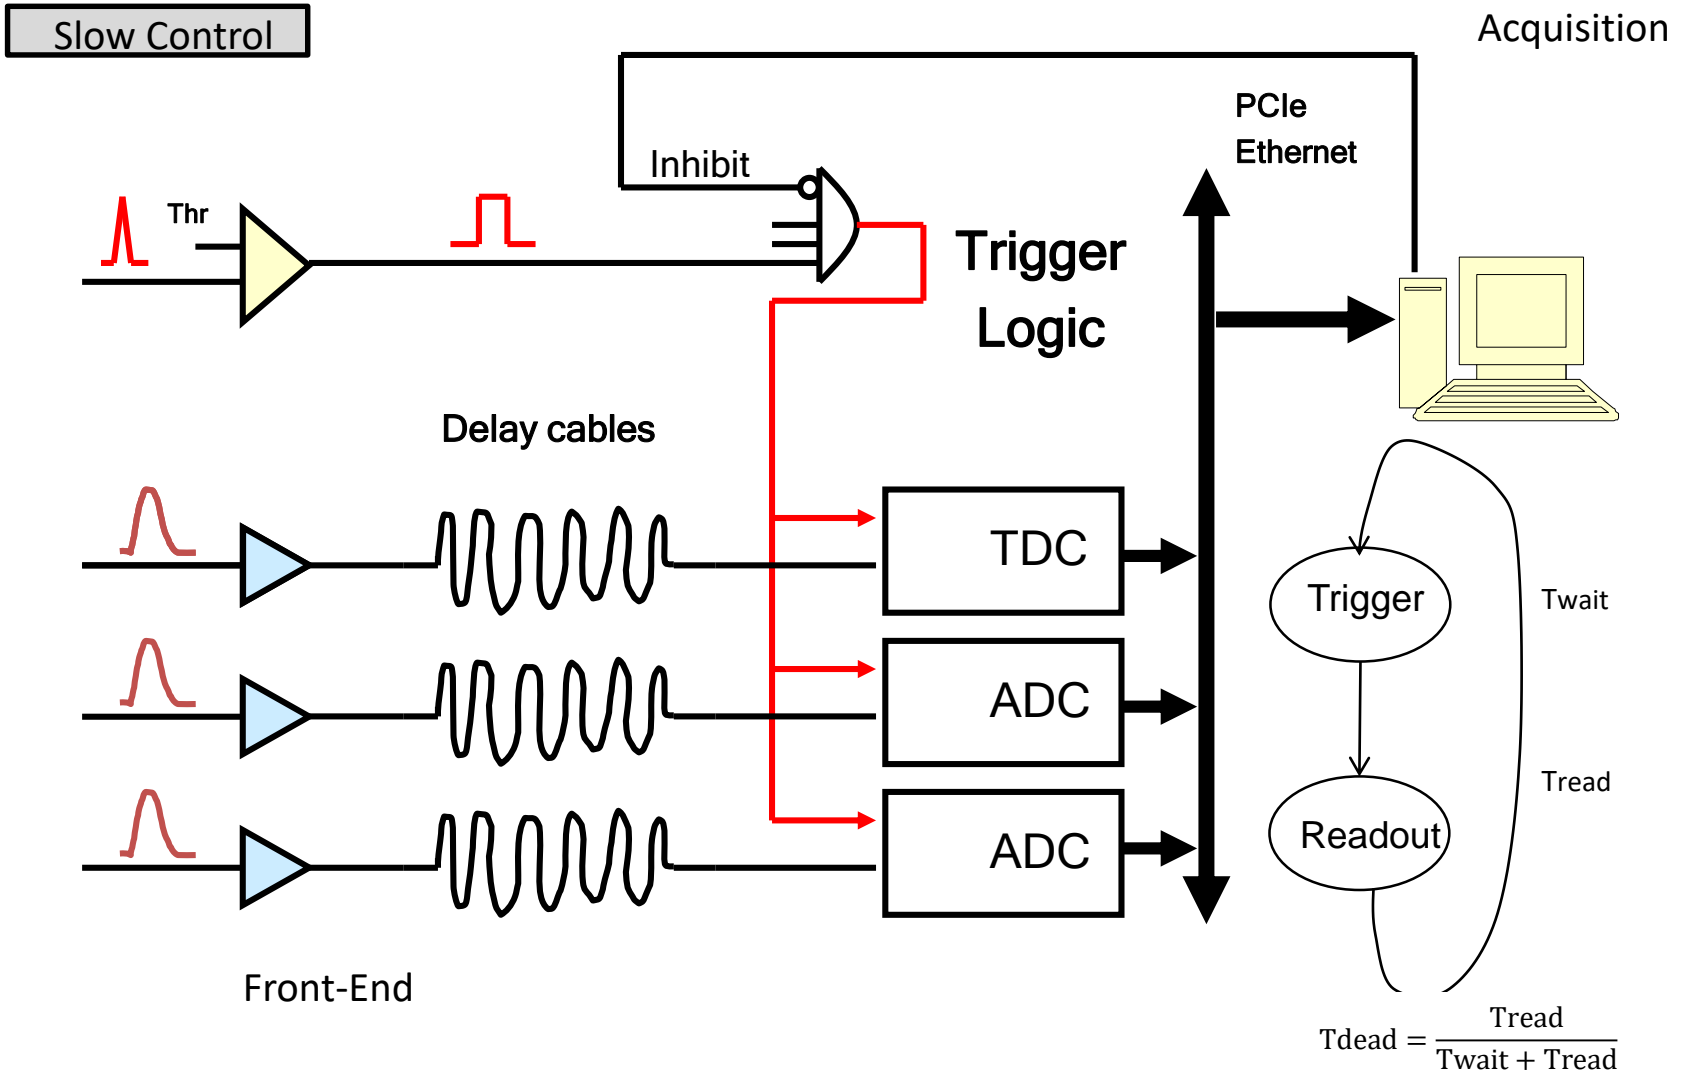 Slow Control
Acquisition
PCIe
Ethernet
Inhibit
Thr
Trigger
Logic
Delay cables
TDC
ADC
ADC
Trigger
Twait
Tread
Readout
Front-End
Tdead = Tread / Twait + Tread